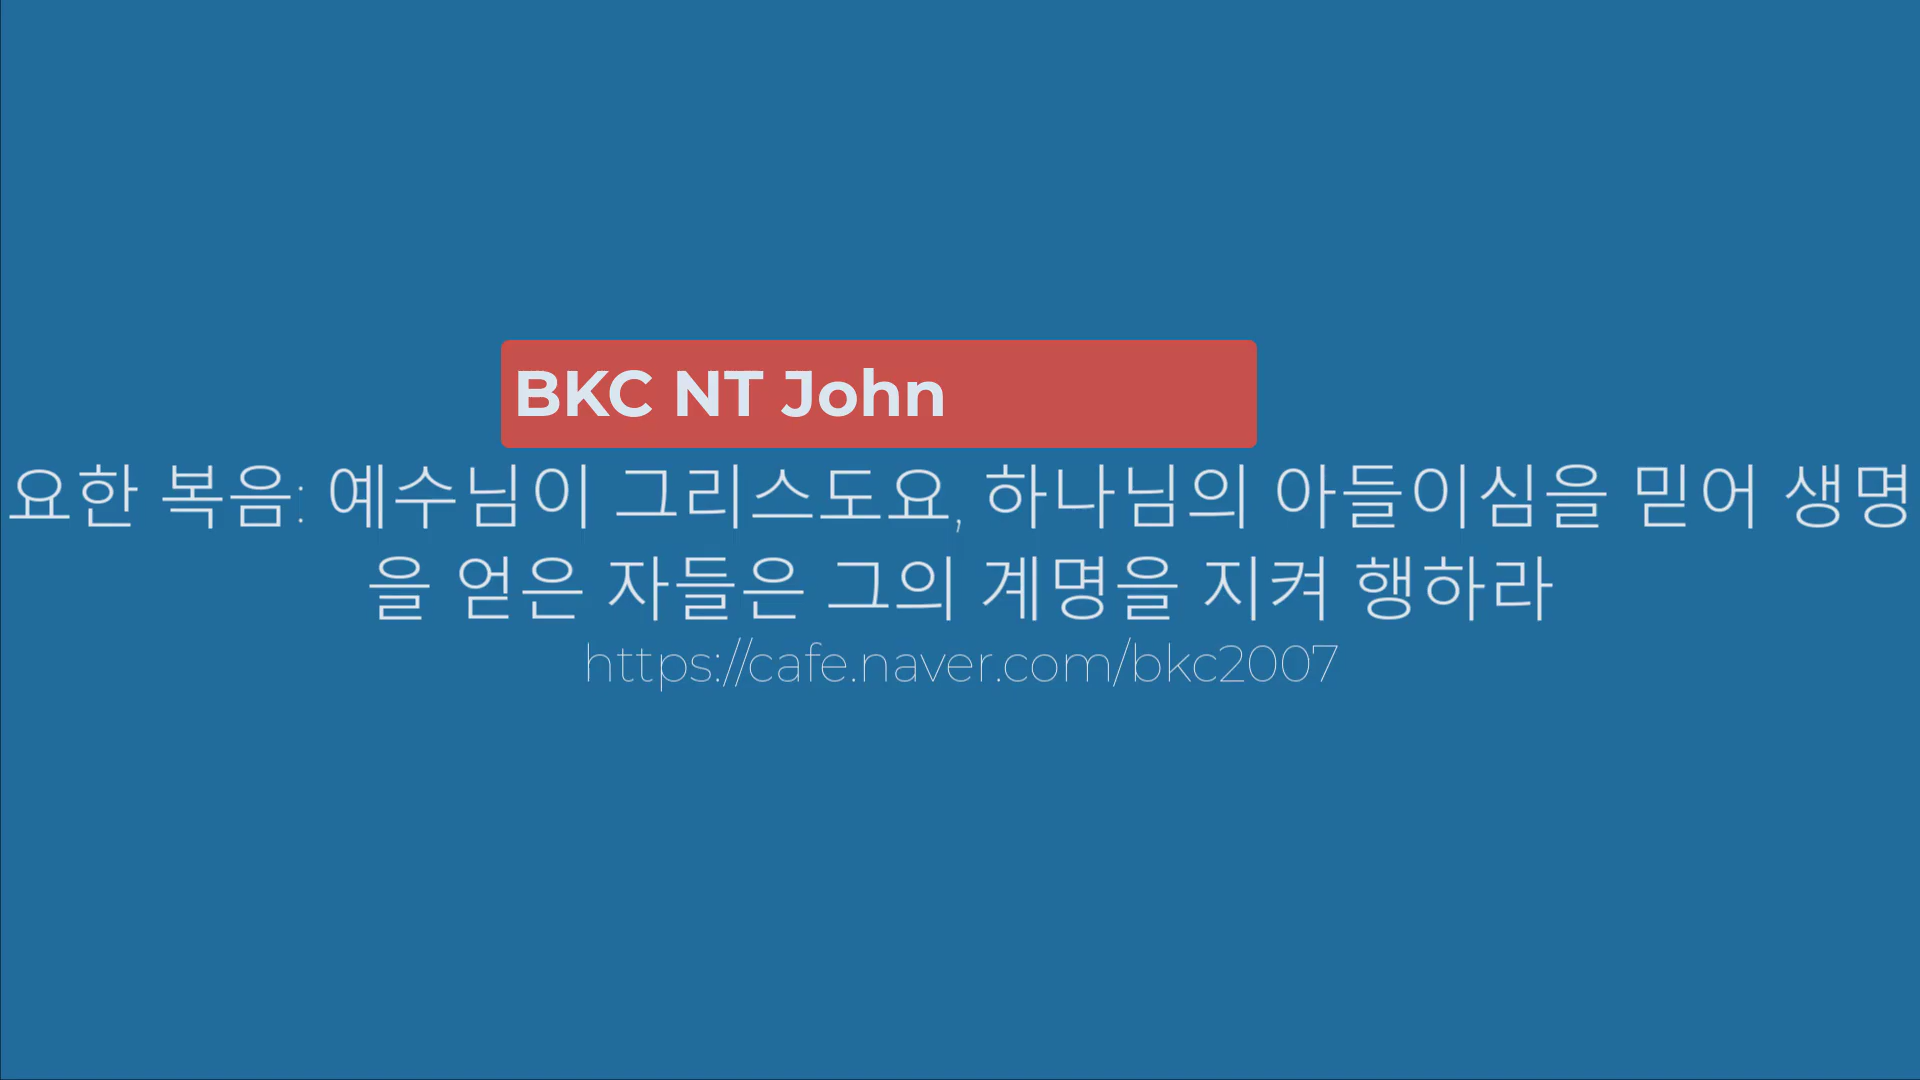 BKC NT John
요한 복음: 예수님이 그리스도요, 하나님의 아들이심을 믿어 생명
을 얻은 자들은 그의 계명을 지켜 행하라
https://cafe.naver.com/bkc2007